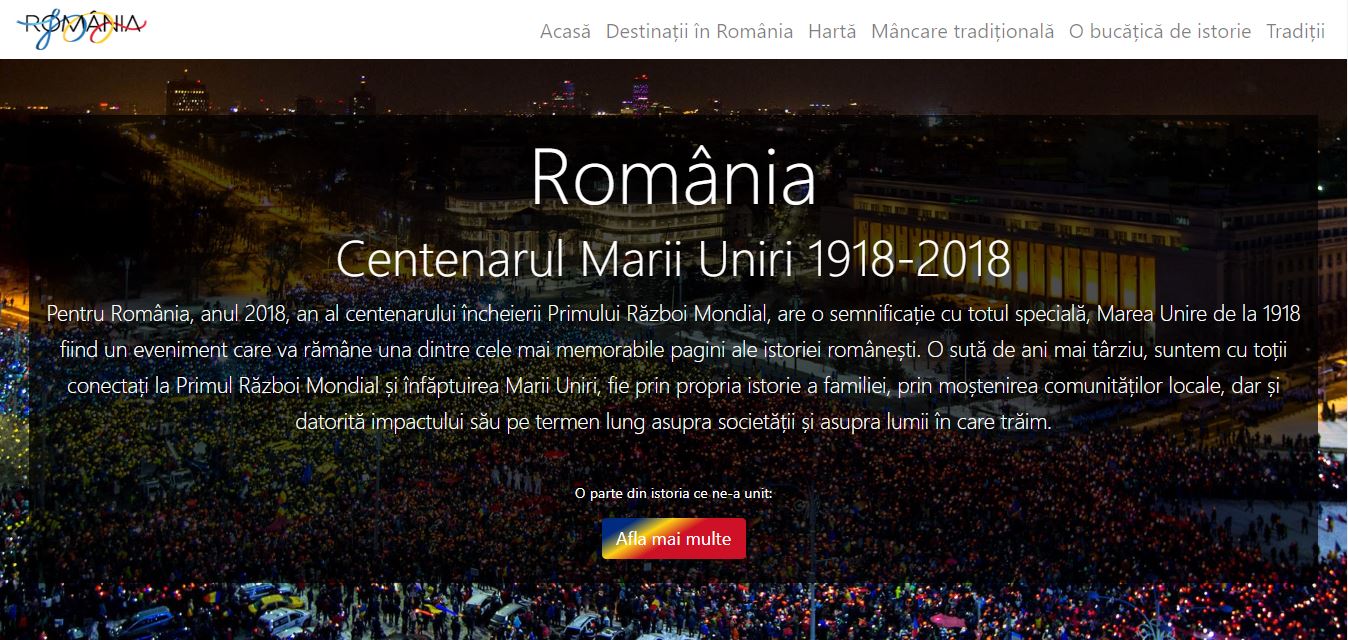 ROMÂNIA
Acasă Destinații în România Hartă Mâncare tradițională O bucățică de istorie Tradiții
România
Centenarul Marii Uniri 1918-2018
Pentru România, anul 2018, an al centenarului încheierii Primului Război Mondial, are o semnificație cu totul specială, Marea Unire de la 1918
fiind un eveniment care va rămâne una dintre cele mai memorabile pagini ale istoriei românești. O sută de ani mai târziu, suntem cu toții
conectați la Primul Război Mondial și înfăptuirea Marii Uniri, fie prin propria istorie a familiei, prin moștenirea comunităților locale, dar și
datorită impactului său pe termen lung asupra societății și asupra lumii în care trăim.
O parte din istoria ce ne-a unit:
Afla mai multe